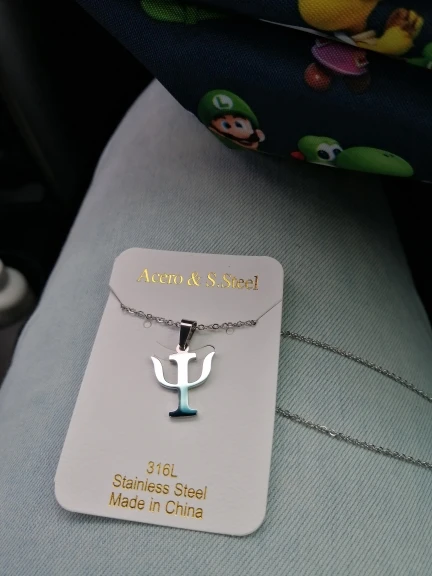 L
Acero & S.Steel
Ψ
316L
Stainless Steel
Made in China